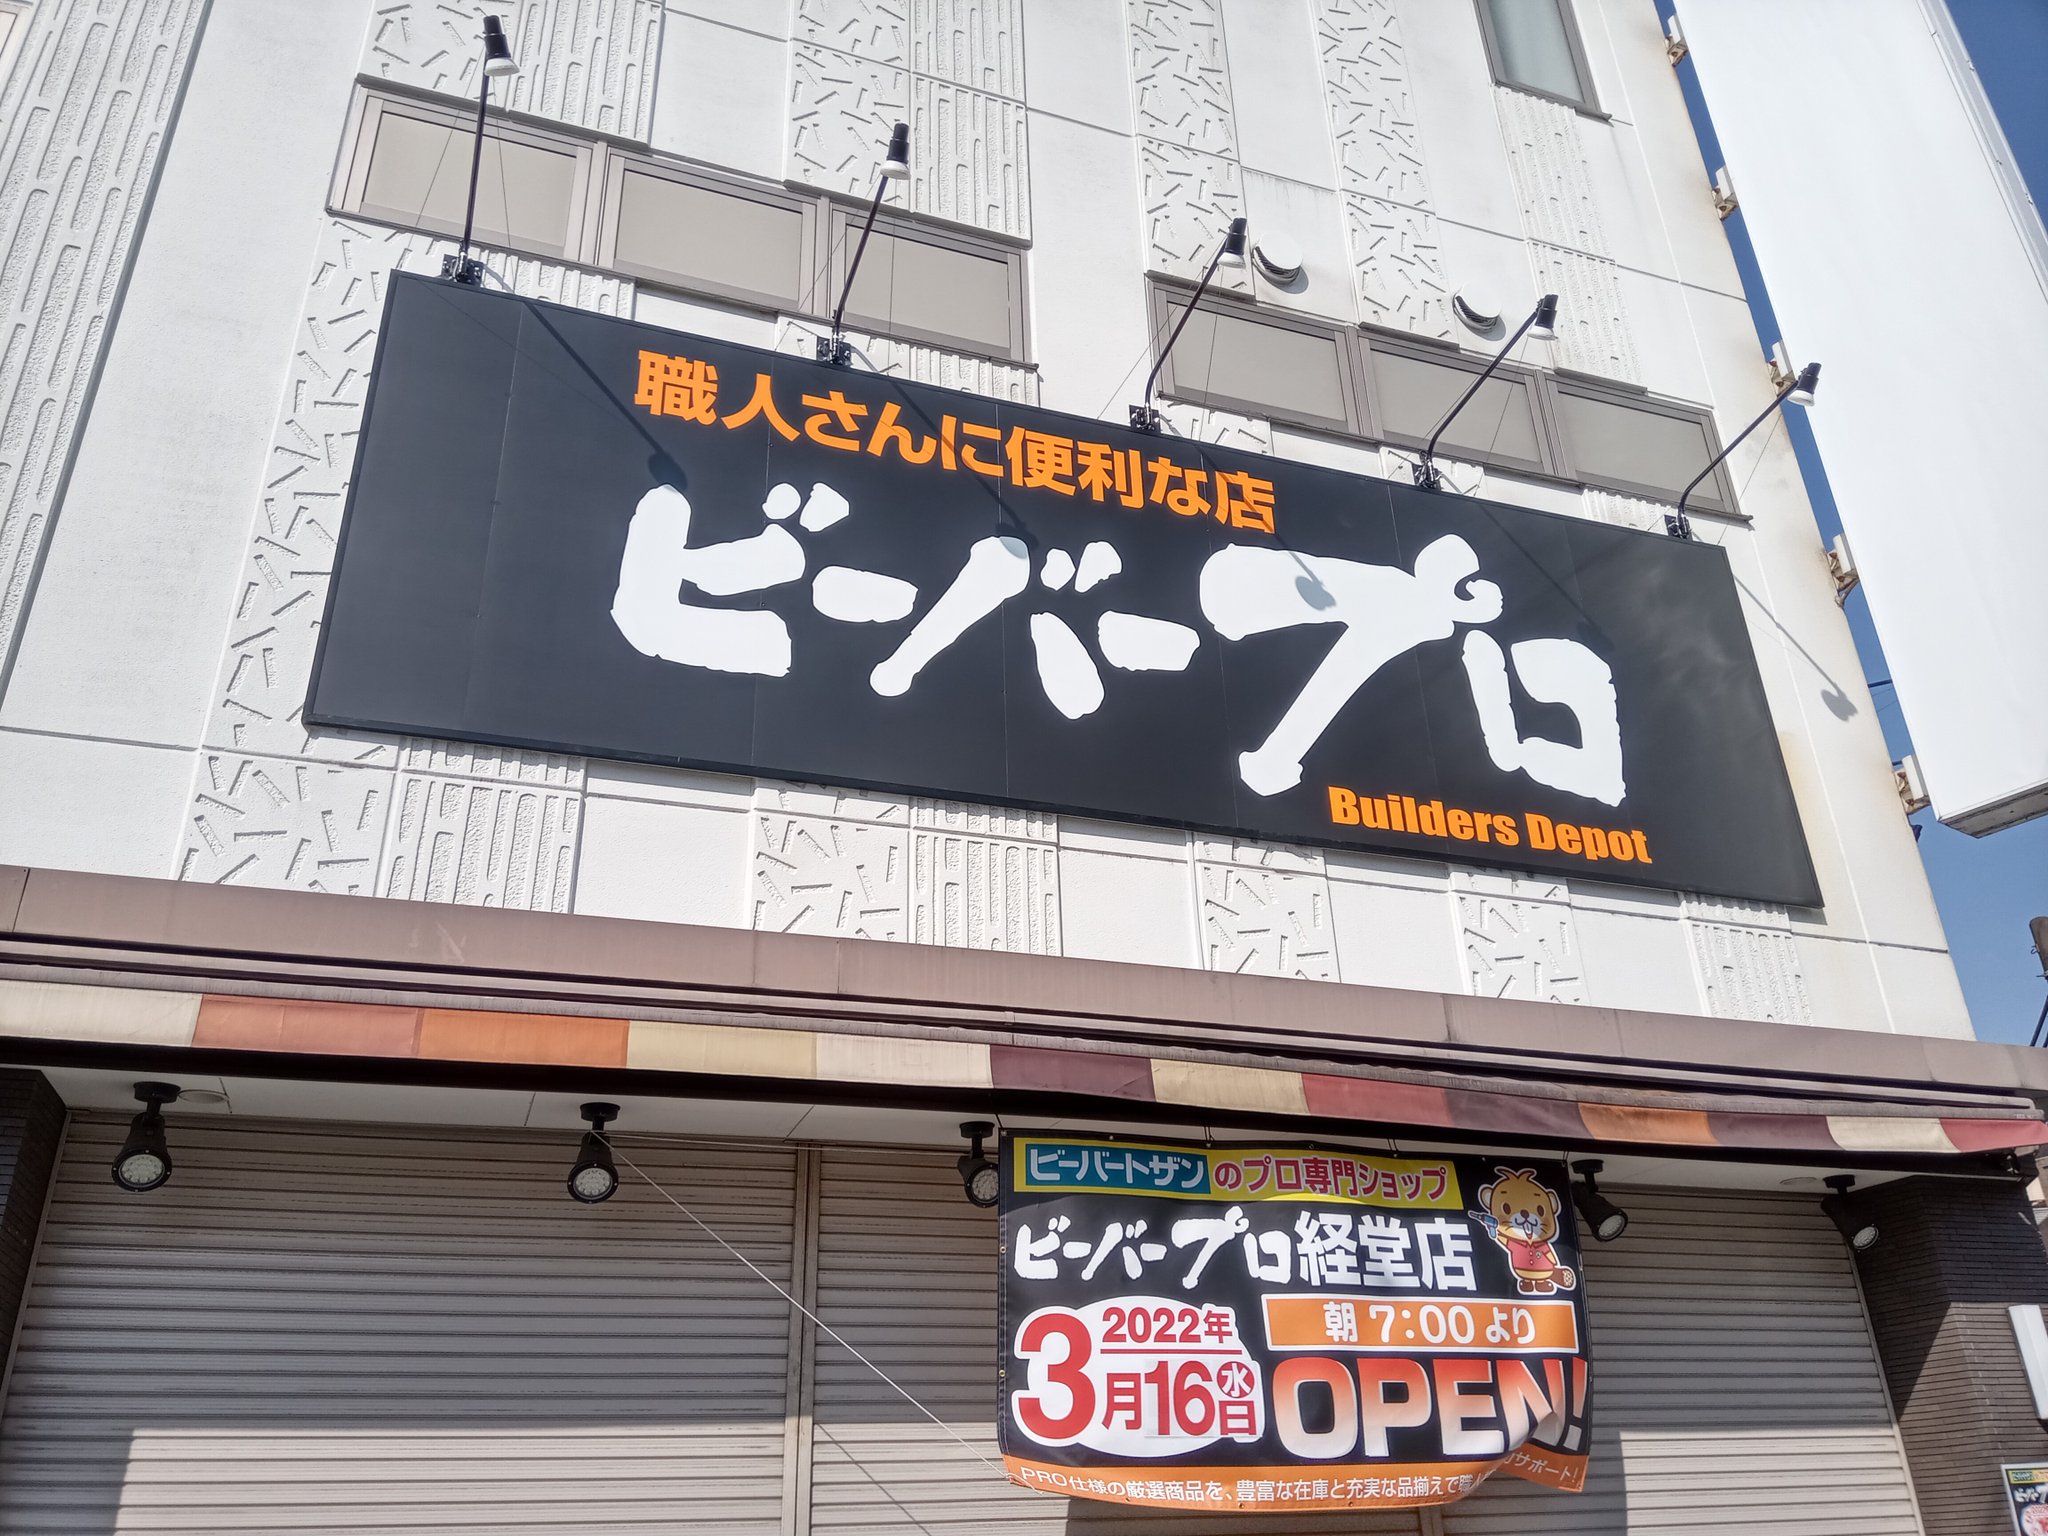 職人さんに便利な店
ビーバープロ
Builders Depot
ビーバートザンのプロ専門ショップ
ビーバープロ経堂店
2022年
3月16日
水
朝7:00より
OPEN!
PRO仕様の厳選商品を、豊富な在庫と充実な品揃えで職
サポート!